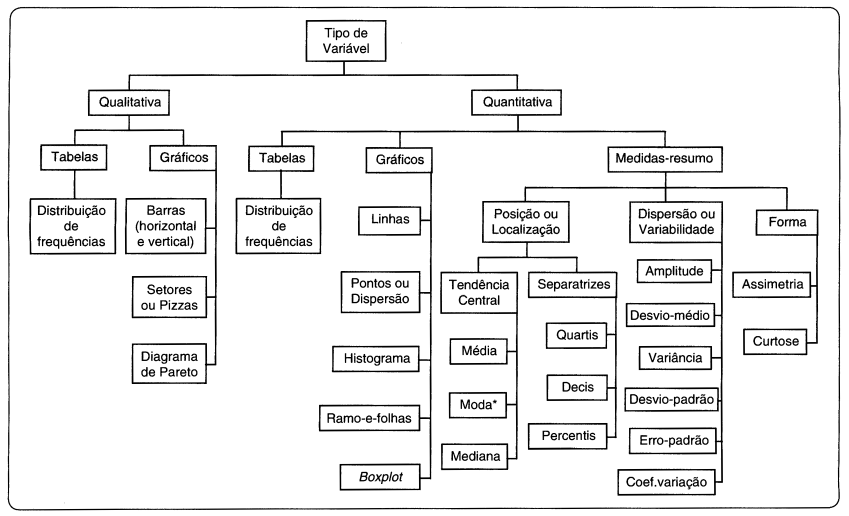 Tipo de
Variável
Qualitativa
Quantitativa
Tabelas
Gráficos
Tabelas
Gráficos
Medidas-resumo
Distribuição
de
frequências
Barras
(horizontal
e vertical)
Setores
ou Pizzas
Diagrama
de Pareto
Distribuição
de
frequências
Linhas
Pontos ou
Dispersão
Histograma
Ramo-e-folhas
Boxplot
Posição ou
Localização
Tendência
Central
Média
Moda*
Mediana
Separatrizes
Quartis
Decis
Percentis
Dispersão ou
Variabilidade
Amplitude
Desvio-médio
Variância
Desvio-padrão
Erro-padrão
Coef.variação
Forma
Assimetria
Curtose